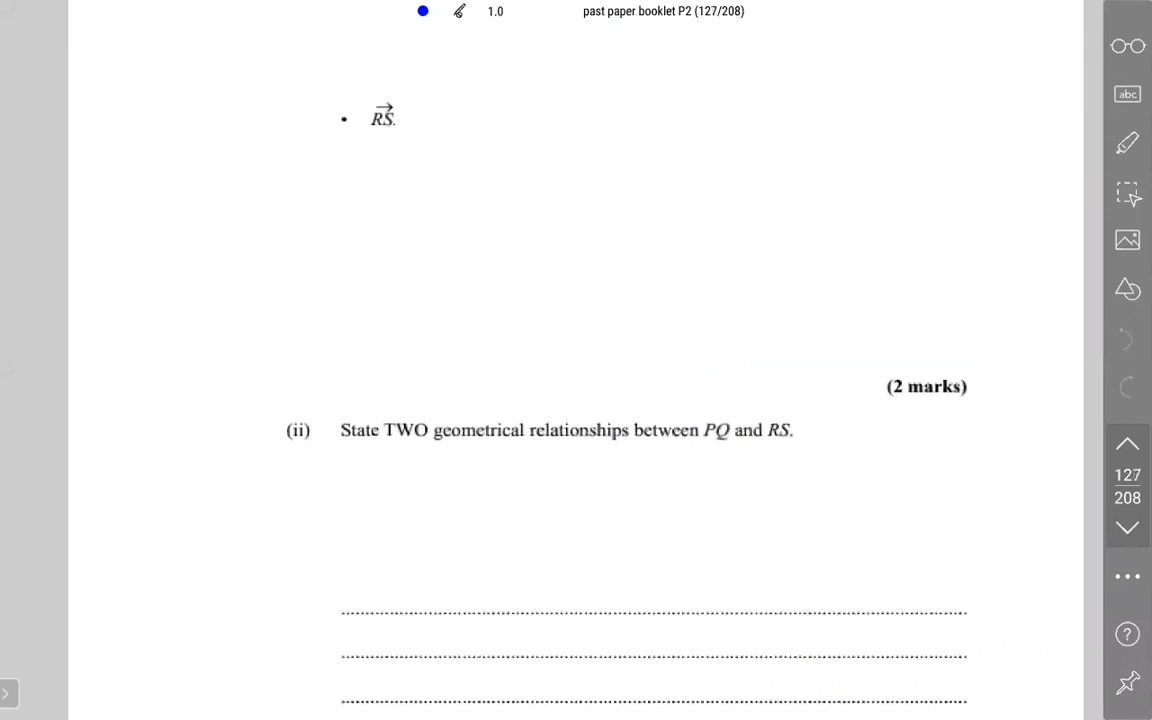 1.0 past paper booklet P2 (127/208)
• RS.
(2 marks)
(ii) State TWO geometrical relationships between PQ and RS.
abc
127
208
?